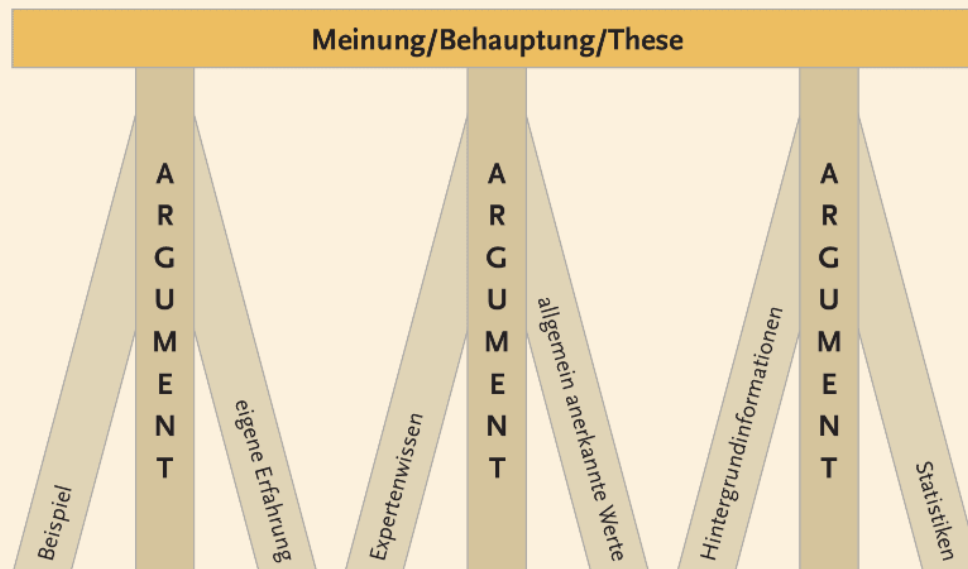 Meinung/Behauptung/These
ARGUMENT
ARGUMENT
ARGUMENT
Beispiel
eigene Erfahrung
Expertenwissen
allgemein anerkannte Werte
Hintergrundinformationen
Statistiken